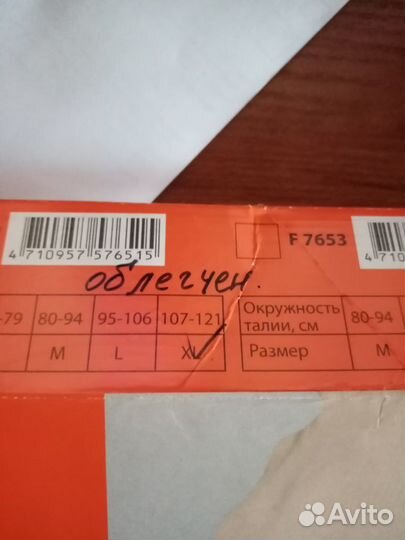 F 7653
4 710957 576515
4 710
облегчен.
-79 80-94 95-106 107-121 Окружность талии, см 80-94
M L XL Размер M
Avito